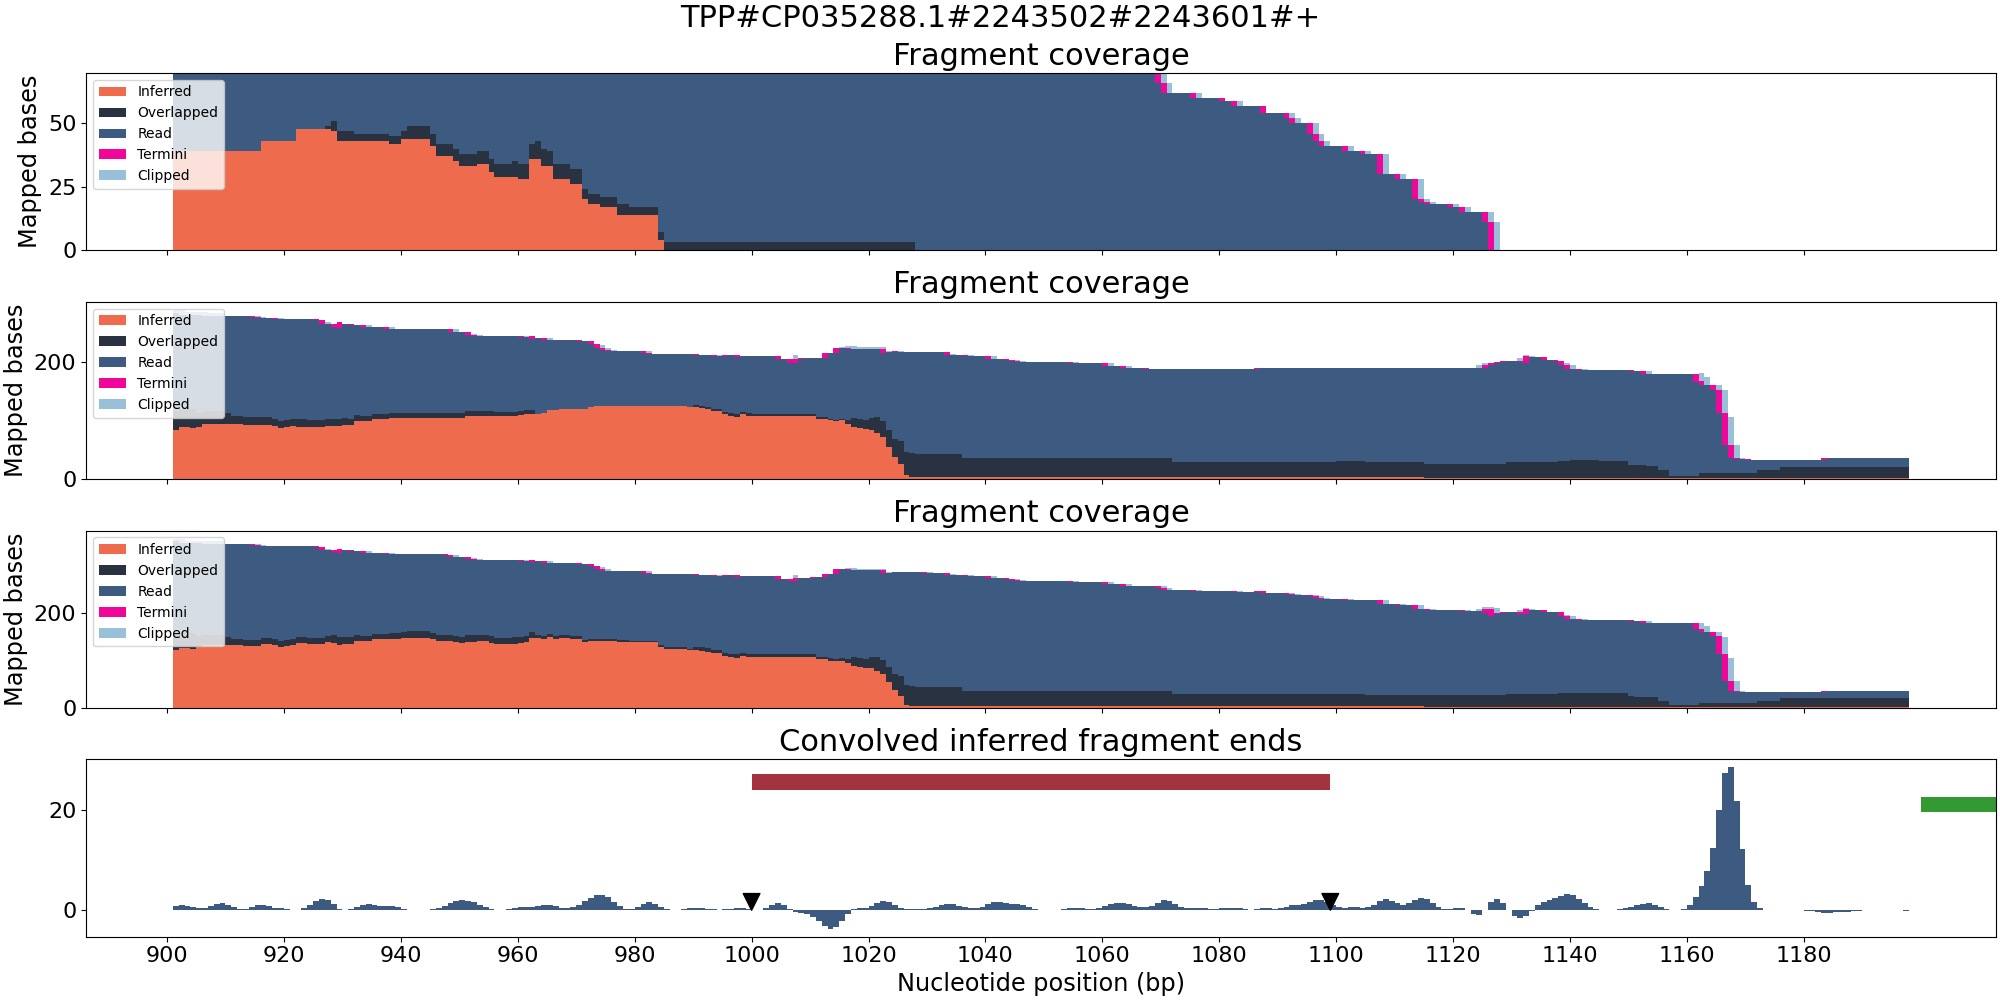 TPP#CP035288.1#2243502#2243601#+
Fragment coverage
Mapped bases
50
25
0
Inferred
Overlapped
Read
Termini
Clipped
Fragment coverage
Mapped bases
200
0
Inferred
Overlapped
Read
Termini
Clipped
Fragment coverage
Mapped bases
200
0
Inferred
Overlapped
Read
Termini
Clipped
Convolved inferred fragment ends
20
0
900 920 940 960 980 1000 1020 1040 1060 1080 1100 1120 1140 1160 1180
Nucleotide position (bp)